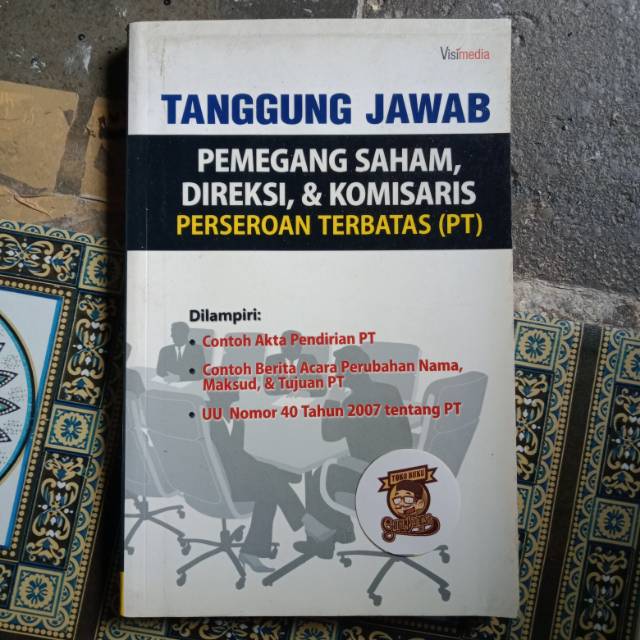 Visimedia
TANGGUNG JAWAB
PEMEGANG SAHAM,
DIREKSI, & KOMISARIS
PERSEROAN TERBATAS (PT)
Dilampiri:
• Contoh Akta Pendirian PT
• Contoh Berita Acara Perubahan Nama,
Maksud, & Tujuan PT
• UU Nomor 40 Tahun 2007 tentang PT
TOKO BUKU